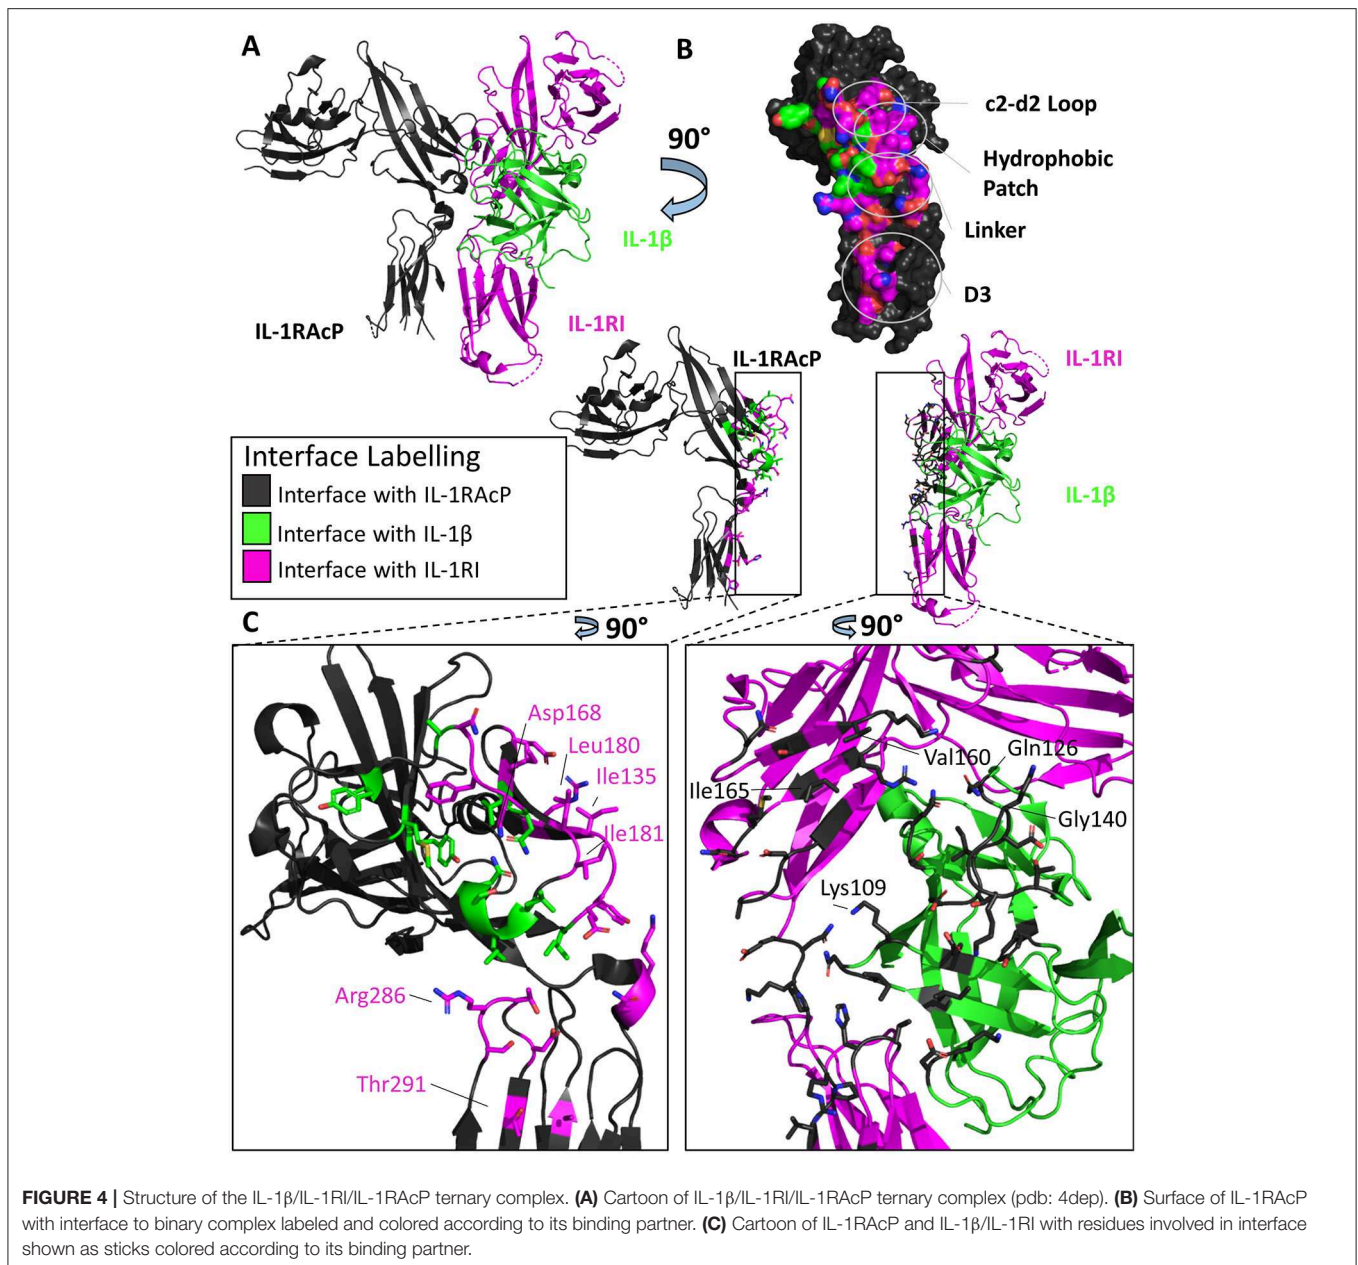 A
B
90°
c2-d2 Loop
Hydrophobic
Patch
Linker
D3
IL-1β
IL-1RI
IL-1RAcP
IL-1RAcP
IL-1RI
IL-1β
Interface Labelling
Interface with IL-1RAcP
Interface with IL-1β
Interface with IL-1RI
C
90°
90°
Asp168
Leu180
Ile135
Ile181
Arg286
Thr291
Val160
Gln126
Ile165
Gly140
Lys109
FIGURE 4 | Structure of the IL-1β/IL-1RI/IL-1RAcP ternary complex. (A) Cartoon of IL-1β/IL-1RI/IL-1RAcP ternary complex (pdb: 4dep). (B) Surface of IL-1RAcP
with interface to binary complex labeled and colored according to its binding partner. (C) Cartoon of IL-1RAcP and IL-1β/IL-1RI with residues involved in interface
shown as sticks colored according to its binding partner.